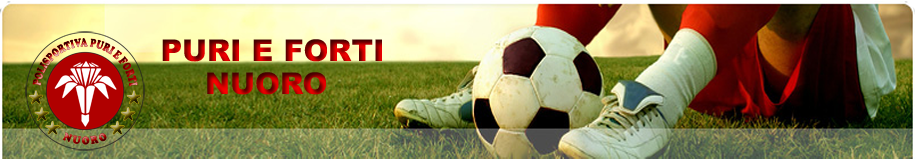 POLISPORTIVA PURI E FORTI
NUORO
PURI E FORTI
NUORO